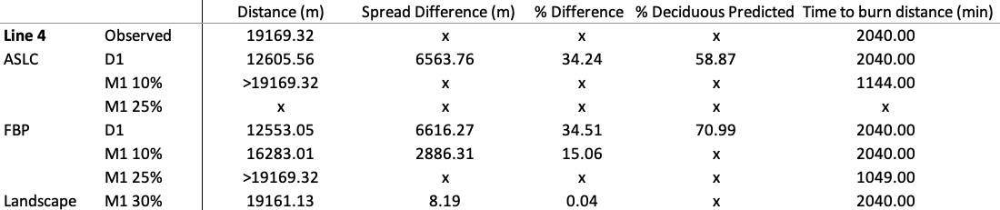 Distance (m) Spread Difference (m) % Difference % Deciduous Predicted Time to burn distance (min)
Line 4 Observed 19169.32 x x x 2040.00
ASLC D1 12605.56 6563.76 34.24 58.87 2040.00
M1 10% >19169.32 x x x 1144.00
M1 25% x x x x x
FBP D1 12553.05 6616.27 34.51 70.99 2040.00
M1 10% 16283.01 2886.31 15.06 x 2040.00
M1 25% >19169.32 x x x 1049.00
Landscape M1 30% 19161.13 8.19 0.04 x 2040.00